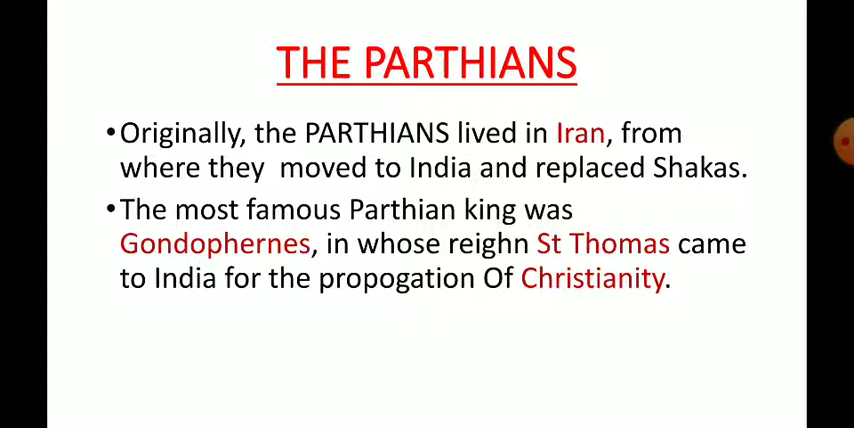 THE PARTHIANS
•Originally, the PARTHIANS lived in Iran, from
where they moved to India and replaced Shakas.
•The most famous Parthian king was
Gondophernes, in whose reighn St Thomas came
to India for the propogation Of Christianity.